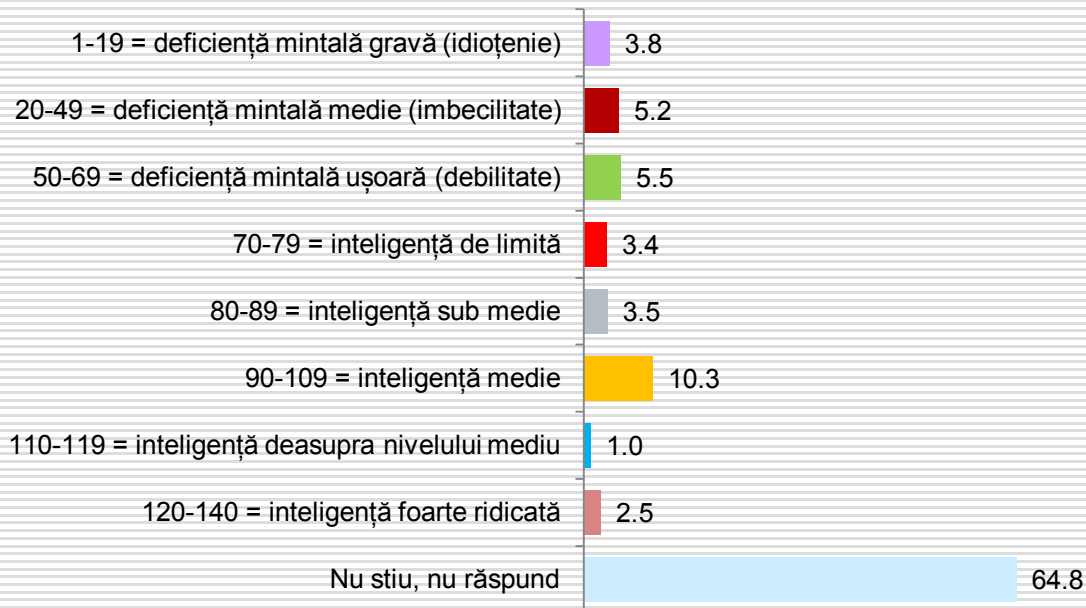 1-19 = deficiență mintală gravă (idioțenie) 3.8
20-49 = deficiență mintală medie (imbecilitate) 5.2
50-69 = deficiență mintală ușoară (debilitate) 5.5
70-79 = inteligență de limită 3.4
80-89 = inteligență sub medie 3.5
90-109 = inteligență medie 10.3
110-119 = inteligență deasupra nivelului mediu 1.0
120-140 = inteligență foarte ridicată 2.5
Nu stiu, nu răspund 64.8